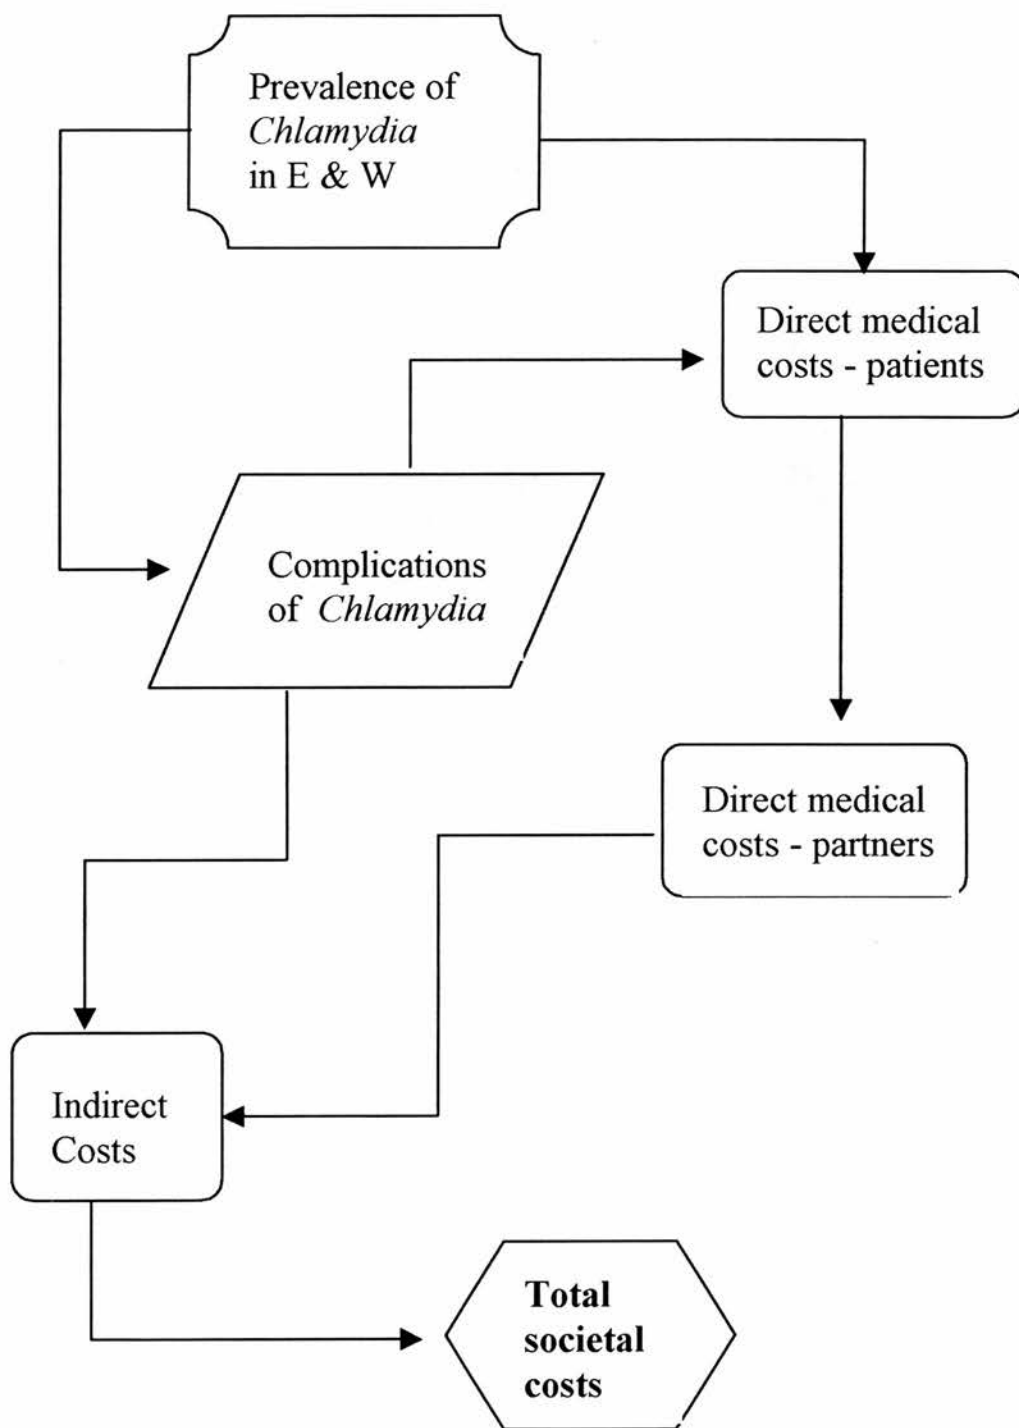 Prevalence of
Chlamydia
in E & W
Direct medical
costs - patients
Complications
of Chlamydia
Direct medical
costs - partners
Indirect
Costs
Total
societal
costs